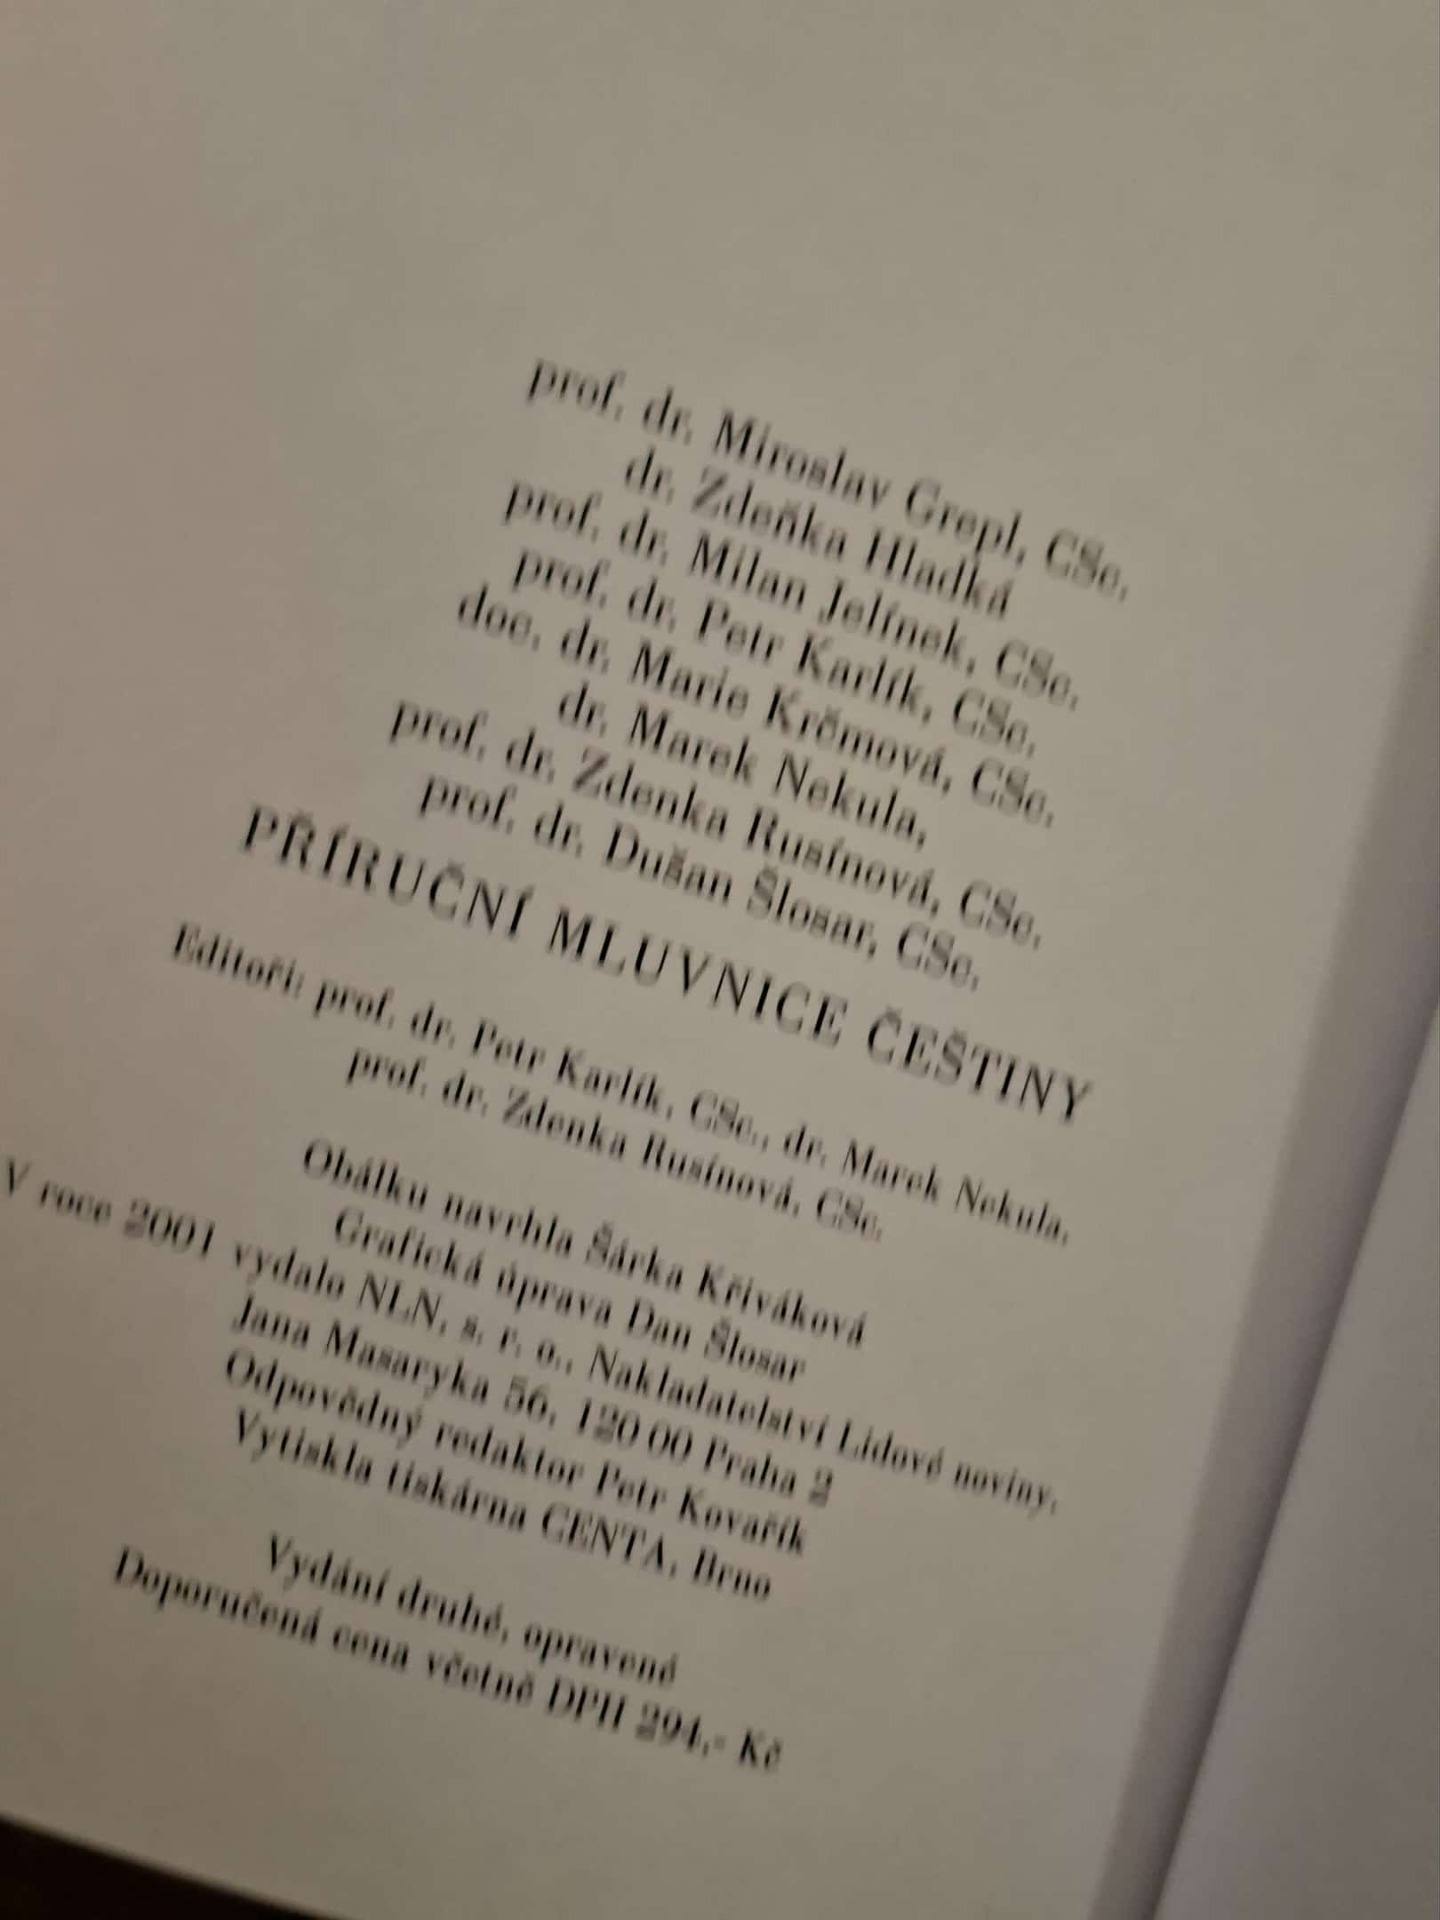 prof. dr. Miroslav Grepl, CSc.
dr. Zdeňka Hladká
prof. dr. Milan Jelínek, CSc.
prof. dr. Petr Karlík, CSc.
doc. dr. Marie Krčmová, CSc.
dr. Marek Nekula,
prof. dr. Zdenka Rusínová, CSc.
prof. dr. Dušan Šlosar, CSc.
PŘÍRUČNÍ MLUVNICE ČEŠTINY
Editoři: prof. dr. Petr Karlík, CSc., dr. Marek Nekula,
prof. dr. Zdenka Rusínová, CSc.
Obálku navrhla Šárka Křiváková
Grafická úprava Dan Šlosar
V roce 2001 vydalo NLN, s. r. o., Nakladatelství Lidové noviny,
Jana Masaryka 56, 120 00 Praha 2
Odpovědný redaktor Petr Kovařík
Vytiskla tiskárna CENTA, Brno
Vydání druhé, opravené
Doporučená cena včetně DPH 294,- Kč